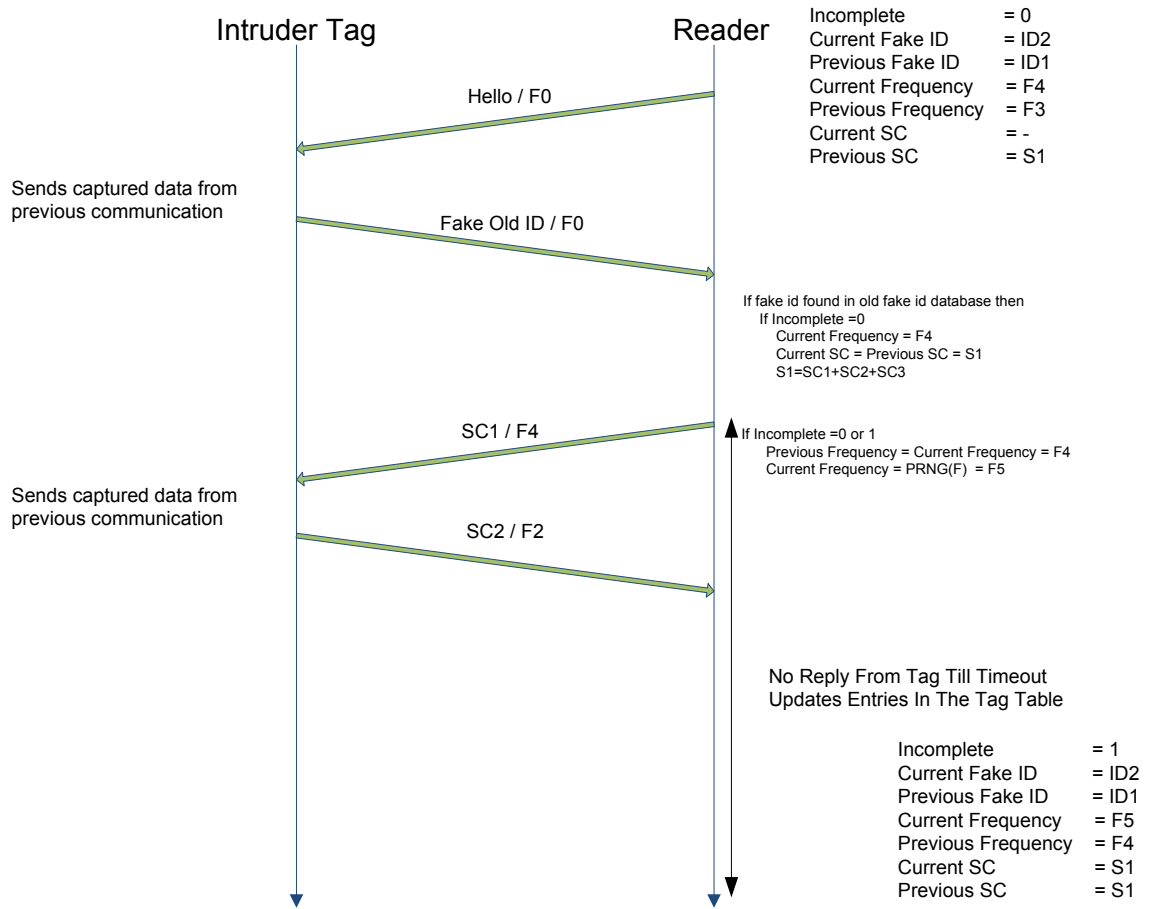 Intruder Tag
Reader
Incomplete = 0
Current Fake ID = ID2
Previous Fake ID = ID1
Current Frequency = F4
Previous Frequency = F3
Current SC = -
Previous SC = S1
Hello / F0
Sends captured data from
previous communication
Fake Old ID / F0
If fake id found in old fake id database then
If Incomplete =0
Current Frequency = F4
Current SC = Previous SC = S1
S1=SC1+SC2+SC3
SC1 / F4
If Incomplete =0 or 1
Previous Frequency = Current Frequency = F4
Current Frequency = PRNG(F) = F5
Sends captured data from
previous communication
SC2 / F2
No Reply From Tag Till Timeout
Updates Entries In The Tag Table
Incomplete = 1
Current Fake ID = ID2
Previous Fake ID = ID1
Current Frequency = F5
Previous Frequency = F4
Current SC = S1
Previous SC = S1